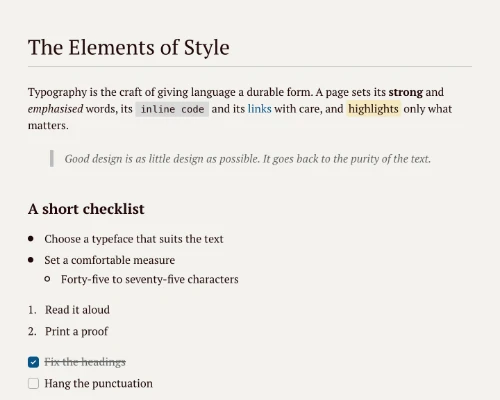 The Elements of Style
Typography is the craft of giving language a durable form. A page sets its strong and
emphasised words, its inline code and its links with care, and highlights only what
matters.
Good design is as little design as possible. It goes back to the purity of the text.
A short checklist
Choose a typeface that suits the text
Set a comfortable measure
Forty-five to seventy-five characters
1. Read it aloud
2. Print a proof
Fix the headings
Hang the punctuation